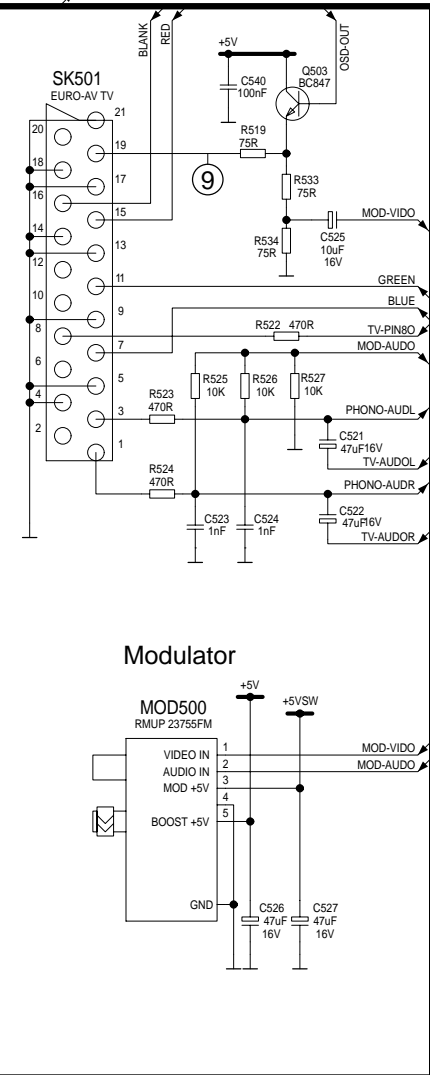 BLANK
RED
OSD-OUT
+5V
SK501
EURO-AV TV
C540
100nF
Q503
BC847
21
20
19
18
17
16
15
14
13
12
11
10
9
8
7
6
5
4
3
2
1
R519
75R
9
R533
75R
R534
75R
C525
10uF
16V
MOD-VIDO
GREEN
BLUE
R522 470R
TV-PIN8O
MOD-AUDO
R525
10K
R526
10K
R527
10K
R523
470R
PHONO-AUDL
C521
47uF16V
TV-AUDOL
R524
470R
PHONO-AUDR
C522
47uF16V
TV-AUDOR
C523
1nF
C524
1nF
Modulator
MOD500
RMUP 23755FM
+5V
+5VSW
VIDEO IN 1 MOD-VIDO
AUDIO IN 2 MOD-AUDO
MOD +5V 3
4
BOOST +5V 5
GND
C526
47uF
16V
C527
47uF
16V